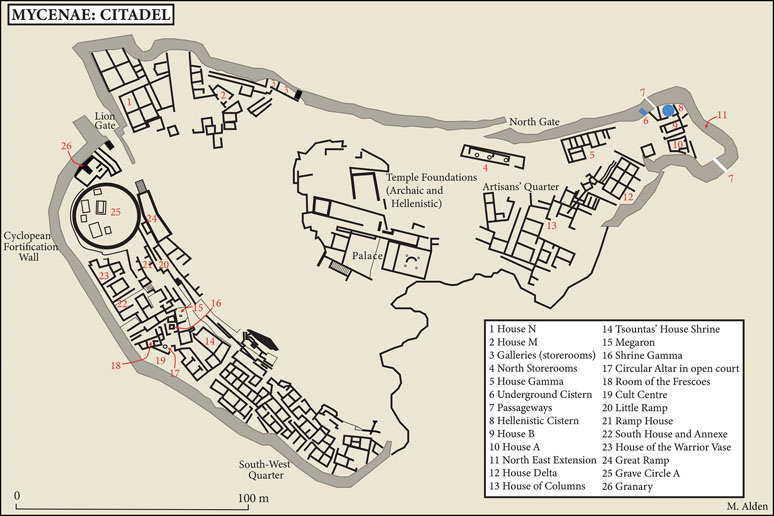 MYCENAE: CITADEL
1
2
3
3
Lion
Gate
26
North Gate
7
6
8
9
10
11
5
4
7
12
Temple Foundations
(Archaic and
Hellenistic)
Artisans' Quarter
13
25
24
Cyclopean
Fortification
Wall
Palace
21
20
23
22
15
16
14
18
19
17
South-West
Quarter
0
100 m
1 House N
2 House M
3 Galleries (storerooms)
4 North Storerooms
5 House Gamma
6 Underground Cistern
7 Passageways
8 Hellenistic Cistern
9 House B
10 House A
11 North East Extension
12 House Delta
13 House of Columns
14 Tsountas' House Shrine
15 Megaron
16 Shrine Gamma
17 Circular Altar in open court
18 Room of the Frescoes
19 Cult Centre
20 Little Ramp
21 Ramp House
22 South House and Annexe
23 House of the Warrior Vase
24 Great Ramp
25 Grave Circle A
26 Granary
M. Alden